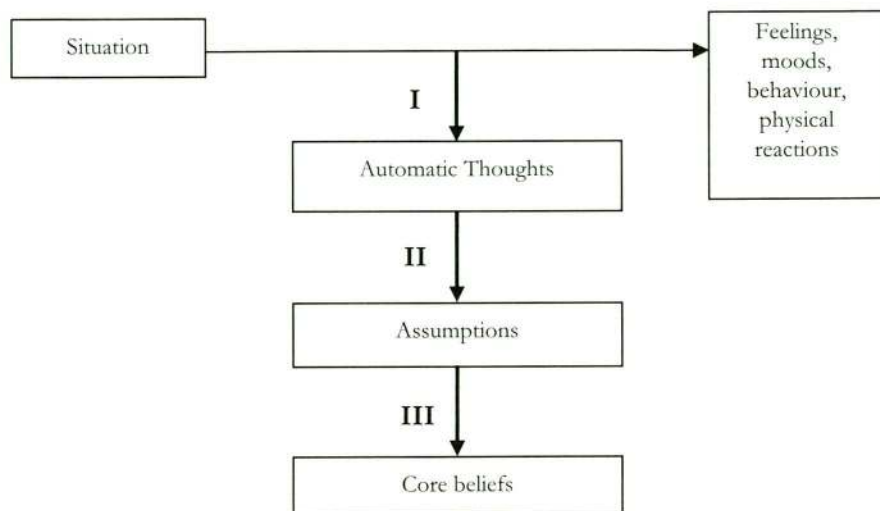 Situation
Feelings,
moods,
behaviour,
physical
reactions
I
Automatic Thoughts
II
Assumptions
III
Core beliefs